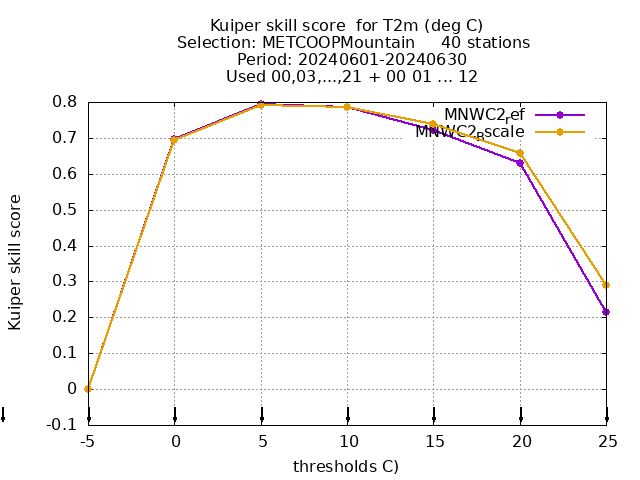 Kuiper skill score  for T2m (deg C)
Selection: METCOOPMountain     40 stations
Period: 20240601-20240630
Used 00,03,...,21 + 00 01 ... 12
MNWC2ref
MNWC2Bscale
0.8
0.7
0.6
0.5
0.4
0.3
0.2
0.1
0
-0.1
Kuiper skill score
-5
0
5
10
15
20
25
thresholds C)